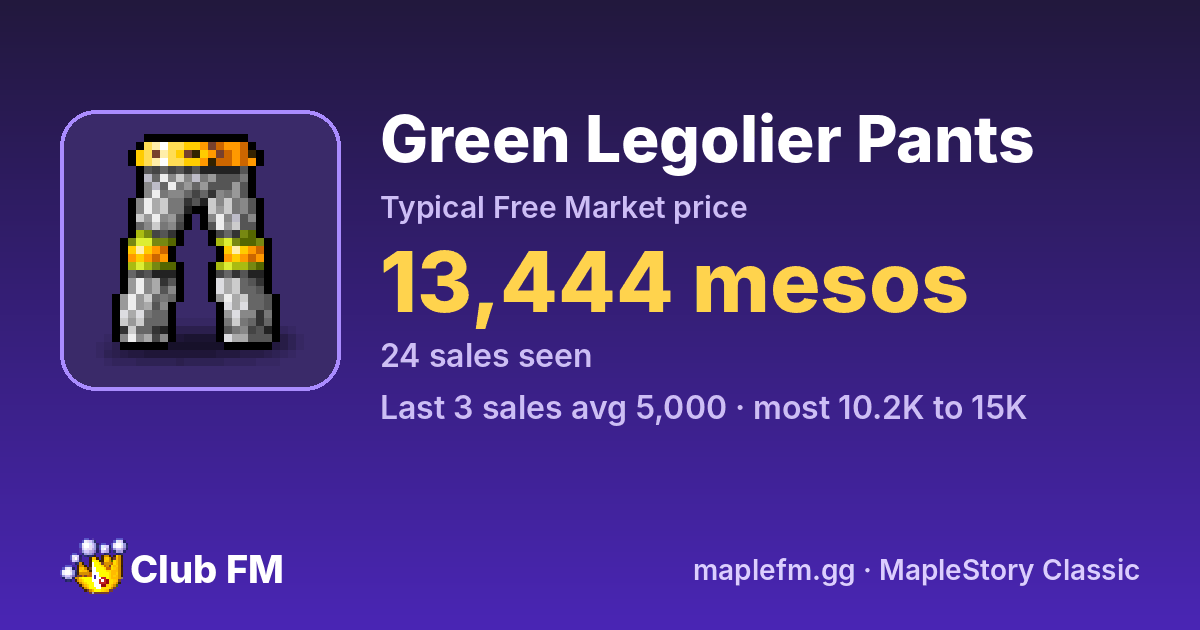 Green Legolier Pants
Typical Free Market price
13,444 mesos
24 sales seen
Last 3 sales avg 5,000 · most 10.2K to 15K
Club FM
maplefm.gg · MapleStory Classic